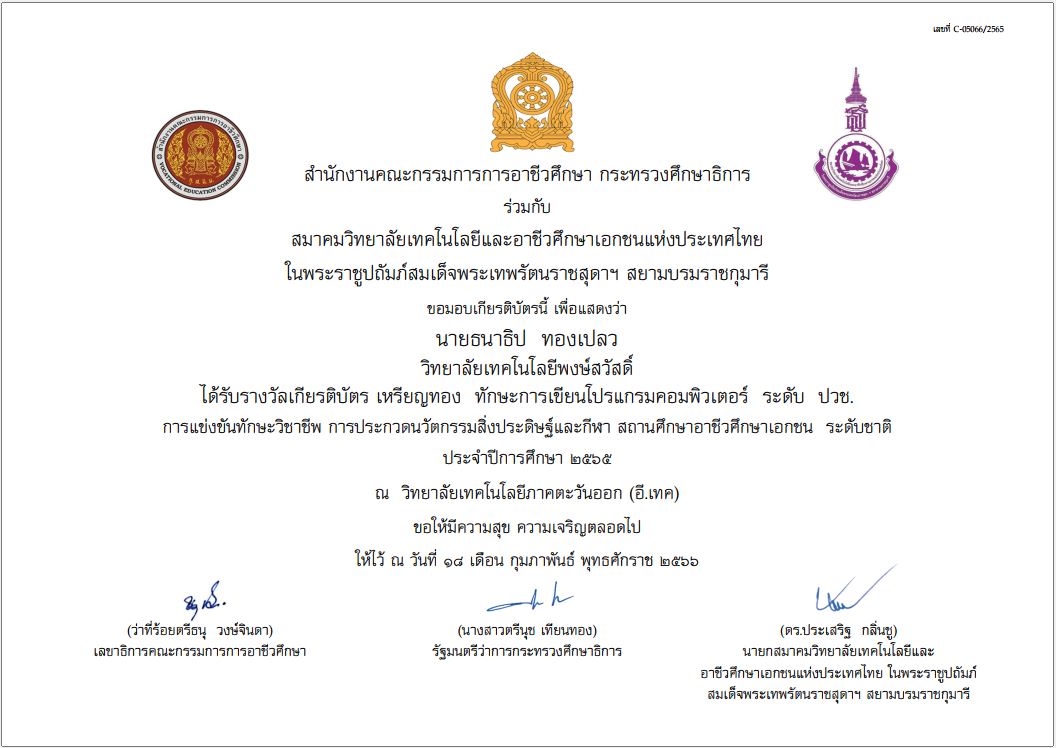 เลขที่ C-05066/2565
สำนักงานคณะกรรมการการอาชีวศึกษา
VOCATIONAL EDUCATION COMMISSION
สำนักงานคณะกรรมการการอาชีวศึกษา กระทรวงศึกษาธิการ
ร่วมกับ
สมาคมวิทยาลัยเทคโนโลยีและอาชีวศึกษาเอกชนแห่งประเทศไทย
ในพระราชูปถัมภ์สมเด็จพระเทพรัตนราชสุดาฯ สยามบรมราชกุมารี
ขอมอบเกียรติบัตรนี้ เพื่อแสดงว่า
นายธนาธิป ทองเปลว
วิทยาลัยเทคโนโลยีพงษ์สวัสดิ์
ได้รับรางวัลเกียรติบัตร เหรียญทอง ทักษะการเขียนโปรแกรมคอมพิวเตอร์ ระดับ ปวช.
การแข่งขันทักษะวิชาชีพ การประกวดนวัตกรรมสิ่งประดิษฐ์และกีฬา สถานศึกษาอาชีวศึกษาเอกชน ระดับชาติ
ประจำปีการศึกษา ๒๕๖๕
ณ วิทยาลัยเทคโนโลยีภาคตะวันออก (อี.เทค)
ขอให้มีความสุข ความเจริญตลอดไป
ให้ไว้ ณ วันที่ ๑๘ เดือน กุมภาพันธ์ พุทธศักราช ๒๕๖๖
(ว่าที่ร้อยตรีธนุ วงษ์จินดา)
เลขาธิการคณะกรรมการการอาชีวศึกษา
(นางสาวตรีนุช เทียนทอง)
รัฐมนตรีว่าการกระทรวงศึกษาธิการ
(ดร.ประเสริฐ กลิ่นชู)
นายกสมาคมวิทยาลัยเทคโนโลยีและ
อาชีวศึกษาเอกชนแห่งประเทศไทย ในพระราชูปถัมภ์
สมเด็จพระเทพรัตนราชสุดาฯ สยามบรมราชกุมารี